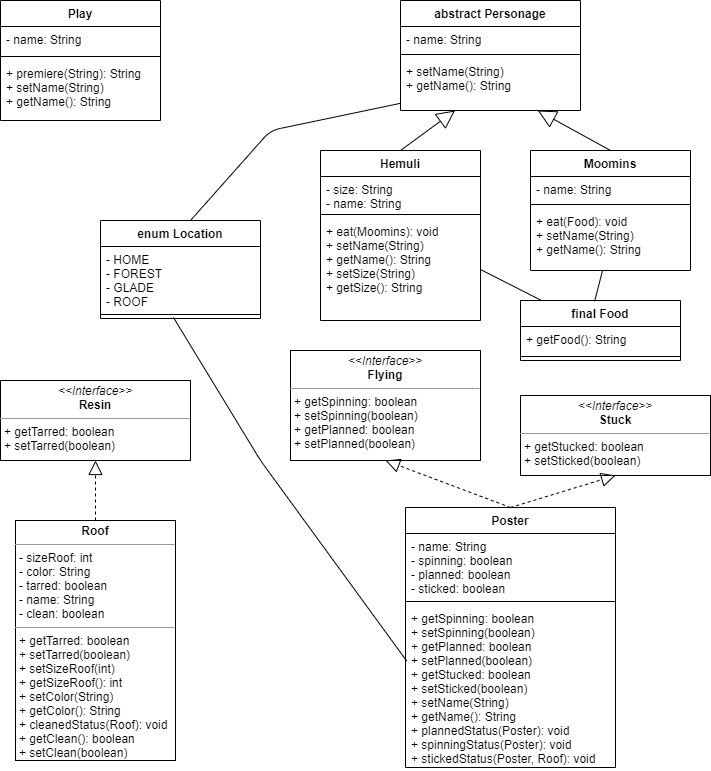 Play
- name: String
+ premiere(String): String
+ setName(String)
+ getName(): String
abstract Personage
- name: String
+ setName(String)
+ getName(): String
Hemuli
- size: String
- name: String
+ eat(Moomins): void
+ setName(String)
+ getName(): String
+ setSize(String)
+ getSize(): String
Moomins
- name: String
+ eat(Food): void
+ setName(String)
+ getName(): String
enum Location
- HOME
- FOREST
- GLADE
- ROOF
final Food
+ getFood(): String
<<Interface>>
Resin
+ getTarred: boolean
+ setTarred(boolean)
<<Interface>>
Flying
+ getSpinning: boolean
+ setSpinning(boolean)
+ getPlanned: boolean
+ setPlanned(boolean)
<<Interface>>
Stuck
+ getStucked: boolean
+ setSticked(boolean)
Roof
- sizeRoof: int
- color: String
- tarred: boolean
- name: String
- clean: boolean
+ getTarred: boolean
+ setTarred(boolean)
+ setSizeRoof(int)
+ getSizeRoof(): int
+ setColor(String)
+ getColor(): String
+ cleanedStatus(Roof): void
+ getClean(): boolean
+ setClean(boolean)
Poster
- name: String
- spinning: boolean
- planned: boolean
- sticked: boolean
+ getSpinning: boolean
+ setSpinning(boolean)
+ getPlanned: boolean
+ setPlanned(boolean)
+ getStucked: boolean
+ setSticked(boolean)
+ setName(String)
+ getName(): String
+ plannedStatus(Poster): void
+ spinningStatus(Poster): void
+ stickedStatus(Poster, Roof): void